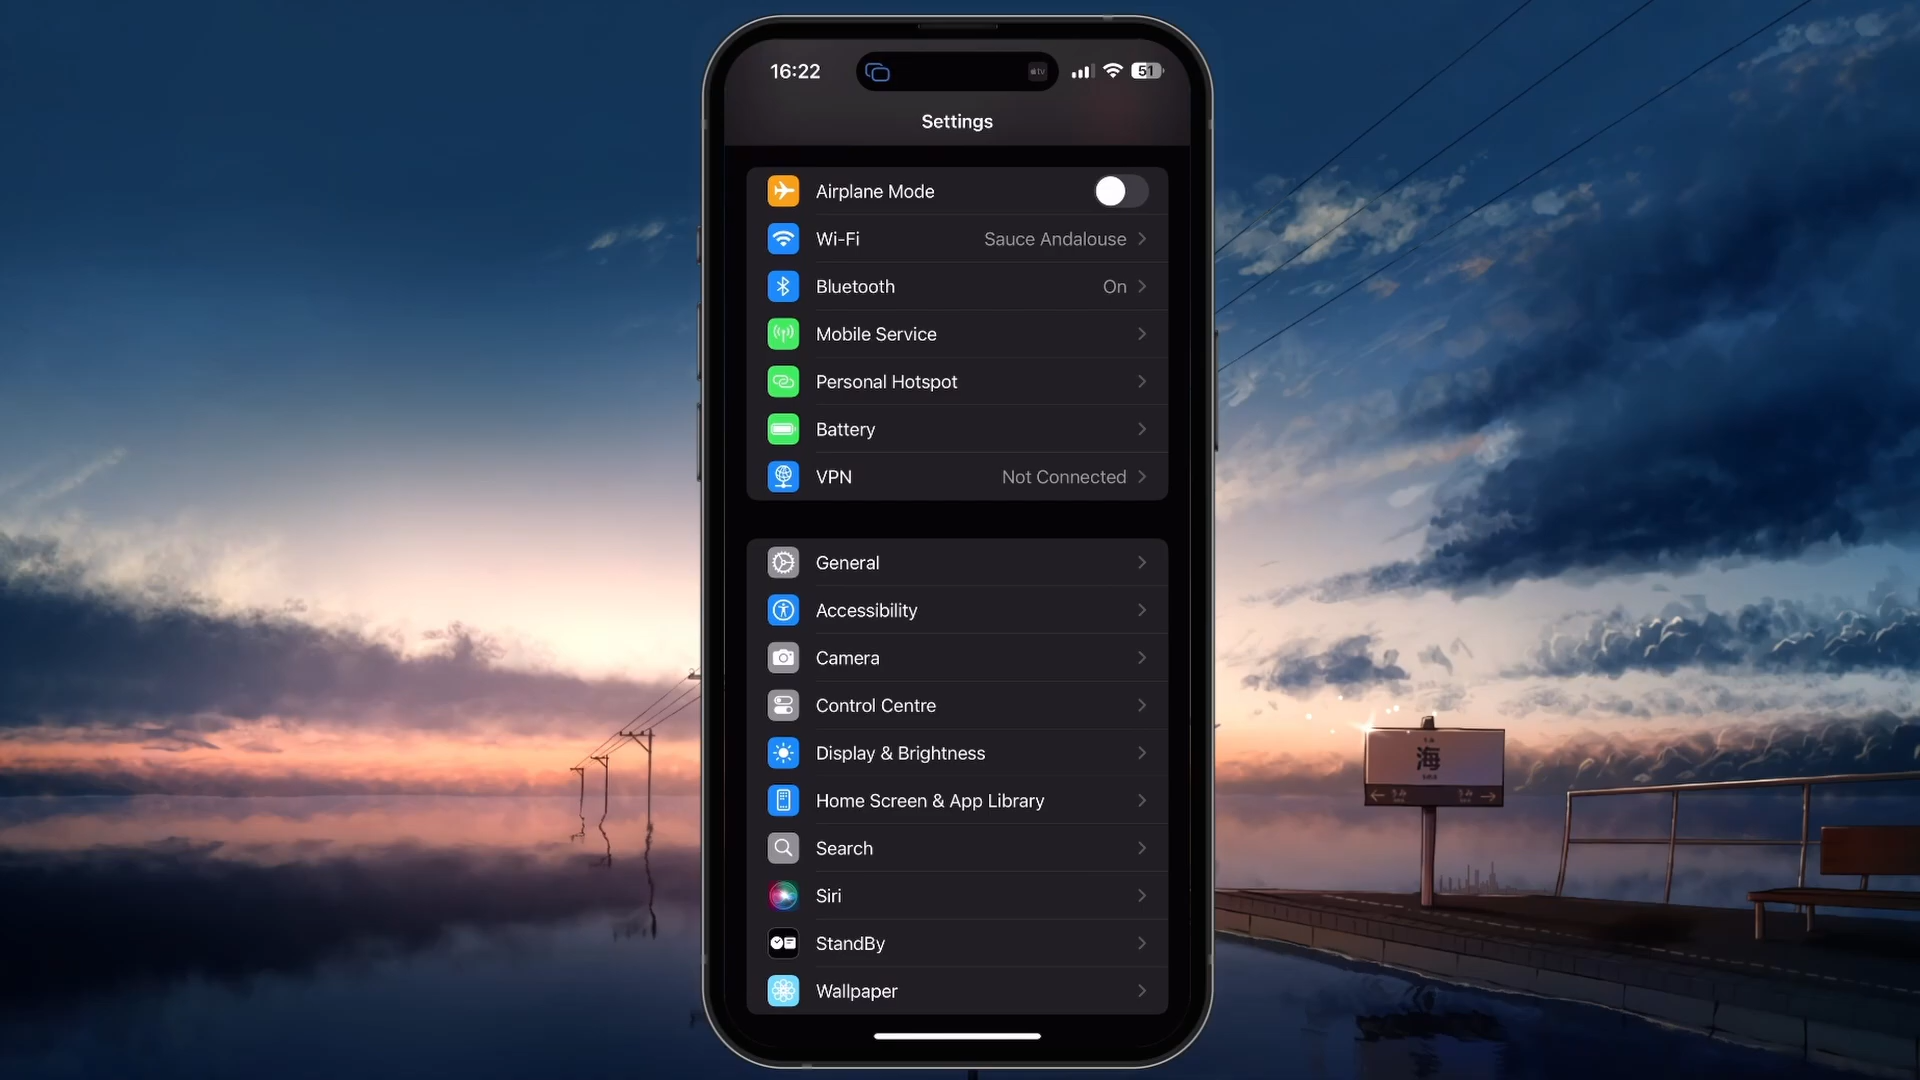 16:22
tv
51
Settings
Airplane Mode
Wi-Fi Sauce Andalouse
Bluetooth On
Mobile Service
Personal Hotspot
Battery
VPN Not Connected
General
Accessibility
Camera
Control Centre
Display & Brightness
Home Screen & App Library
Search
Siri
StandBy
Wallpaper
海